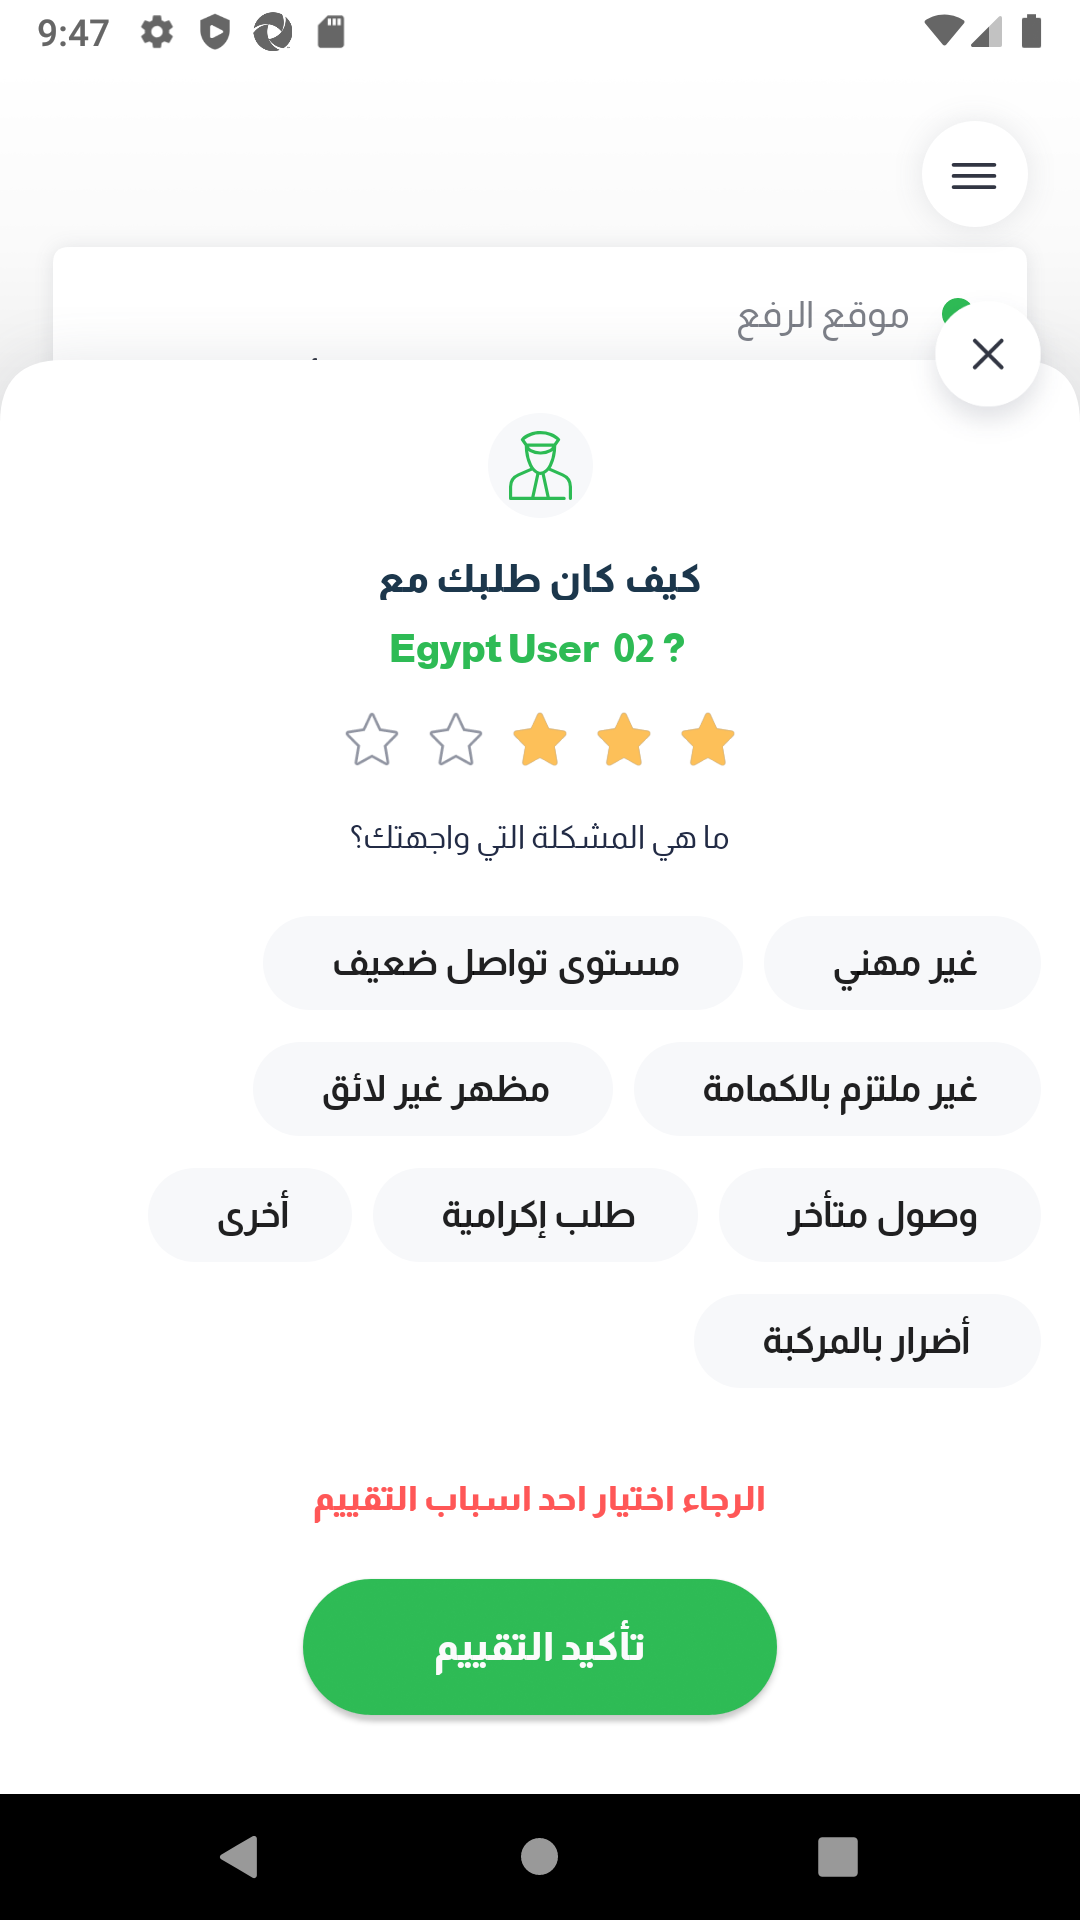 9:47
موقع الرفع
كيف كان طلبك مع
Egypt User 02 ?
ما هي المشكلة التي واجهتك؟
غير مهني
مستوى تواصل ضعيف
غير ملتزم بالكمامة
مظهر غير لائق
وصول متأخر
طلب إكرامية
أخرى
أضرار بالمركبة
الرجاء اختيار احد اسباب التقييم
تأكيد التقييم